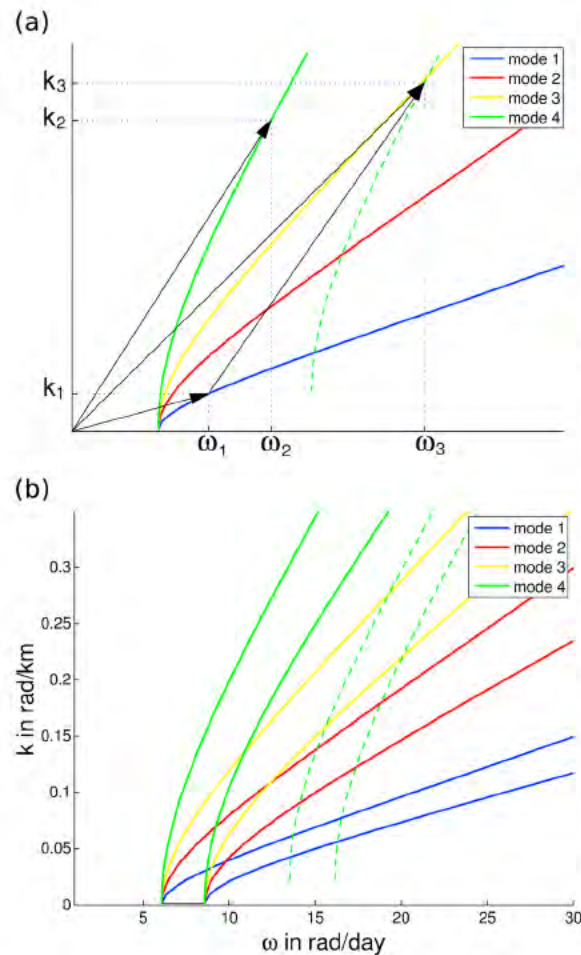 (a)
k₃
k₂
k₁
mode 1
mode 2
mode 3
mode 4
ω₁
ω₂
ω₃
(b)
mode 1
mode 2
mode 3
mode 4
0.3
0.25
0.2
0.15
0.1
0.05
0
k in rad/km
5
10
15
20
25
30
ω in rad/day